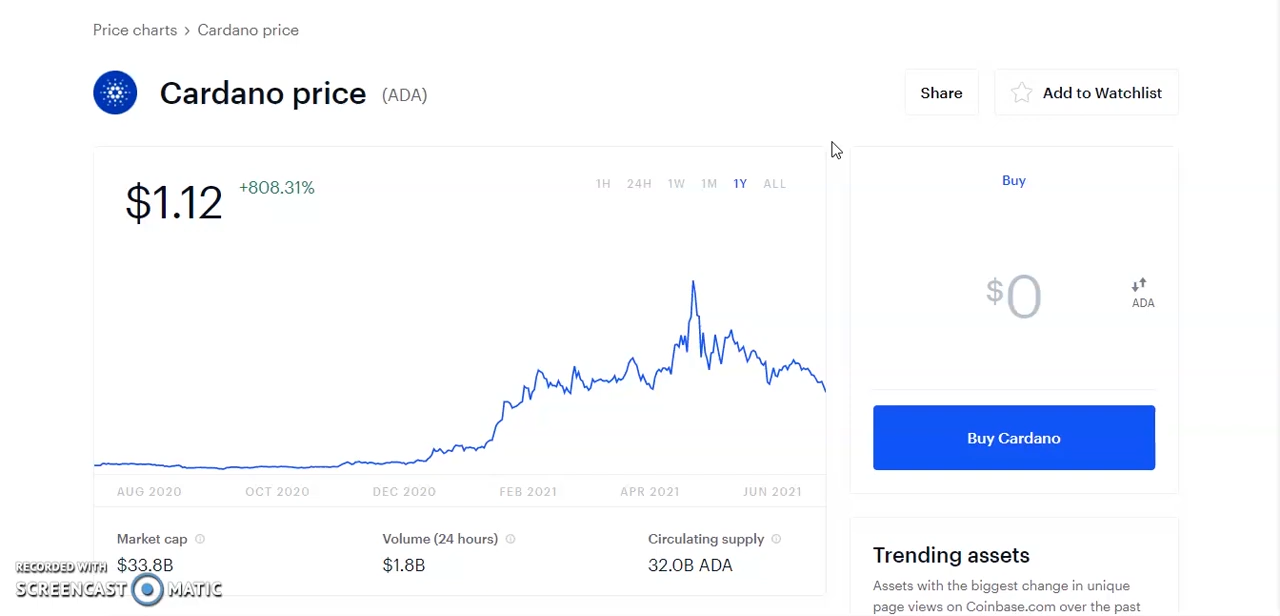 Price charts › Cardano price
Cardano price (ADA)
Share
Add to Watchlist
$1.12 +808.31%
1H 24H 1W 1M 1Y ALL
Buy
$0
ADA
Buy Cardano
AUG 2020 OCT 2020 DEC 2020 FEB 2021 APR 2021 JUN 2021
Market cap
$33.8B
Volume (24 hours)
$1.8B
Circulating supply
32.0B ADA
Trending assets
Assets with the biggest change in unique
page views on Coinbase.com over the past
RECORDED WITH
SCREENCAST MATIC